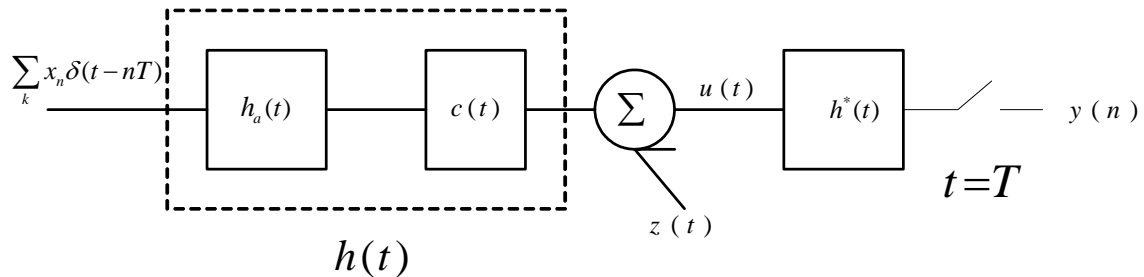 ∑ₖ xₙδ(t−nT)
hₐ(t)
c(t)
∑
u(t)
h*(t)
y(n)
t=T
z(t)
h(t)